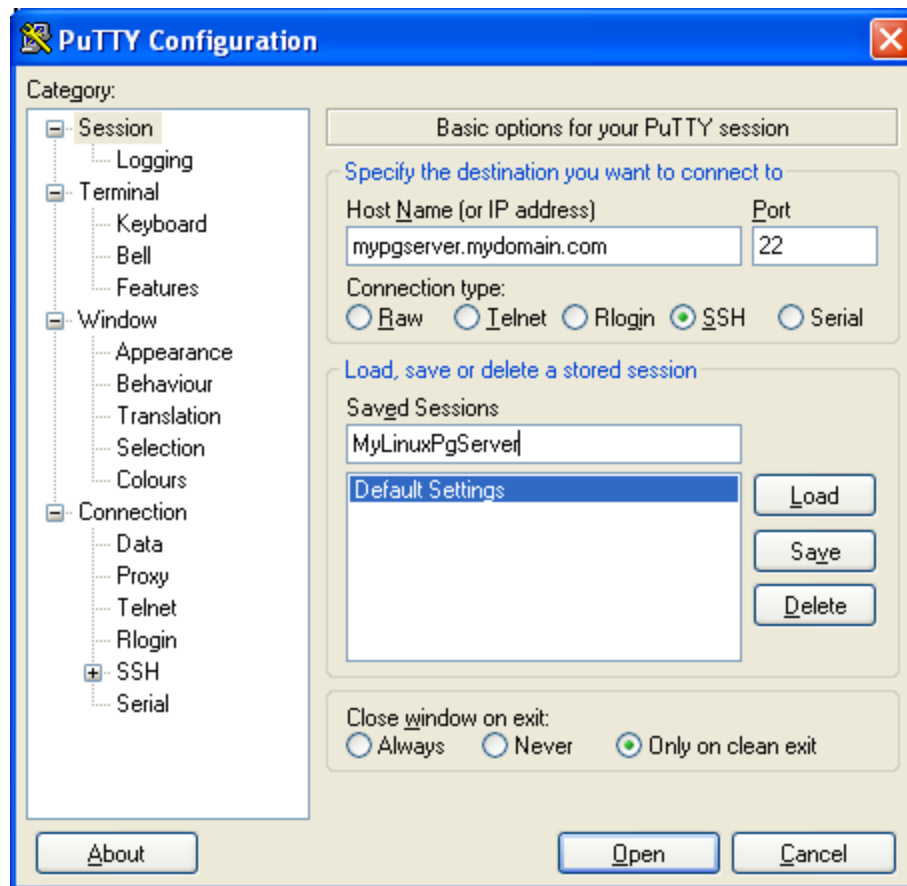 PuTTY Configuration
Category:
Session
Logging
Terminal
Keyboard
Bell
Features
Window
Appearance
Behaviour
Translation
Selection
Colours
Connection
Data
Proxy
Telnet
Rlogin
SSH
Serial
Basic options for your PuTTY session
Specify the destination you want to connect to
Host Name (or IP address) Port
mypgserver.mydomain.com 22
Connection type:
Raw Telnet Rlogin SSH Serial
Load, save or delete a stored session
Saved Sessions
MyLinuxPgServer
Default Settings
Load
Save
Delete
Close window on exit:
Always Never Only on clean exit
About Open Cancel